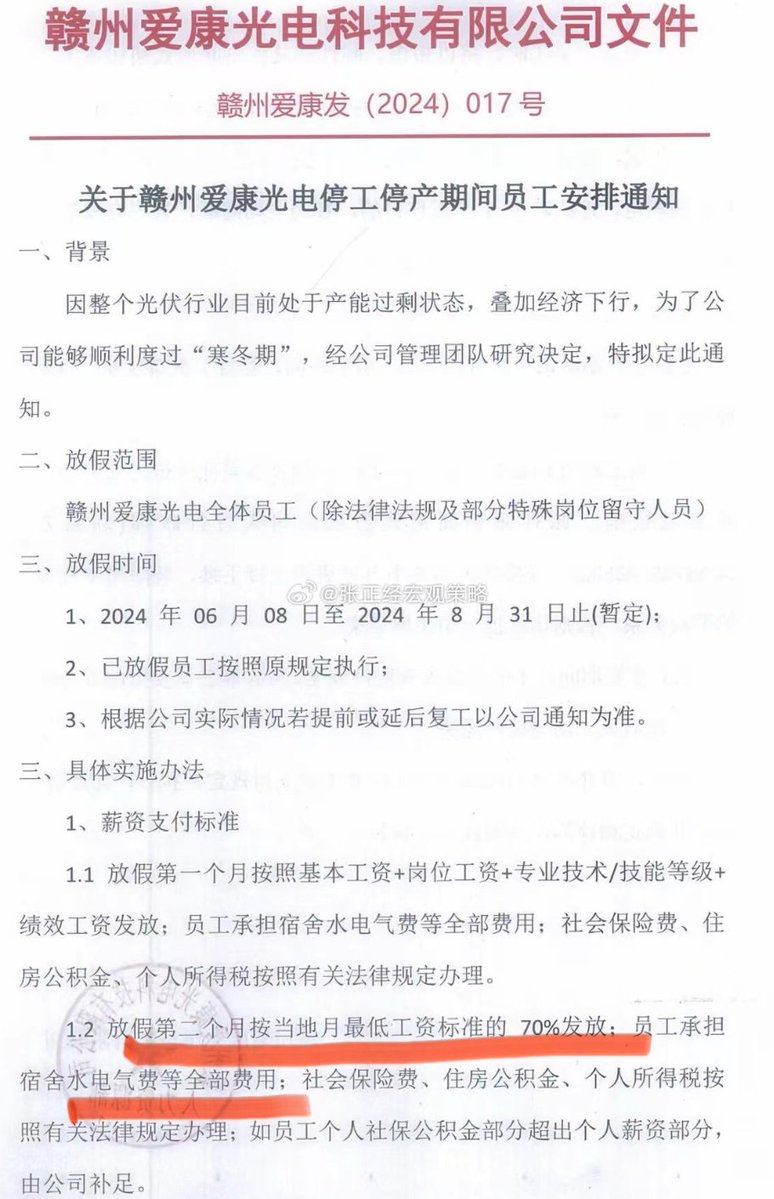 赣州爱康光电科技有限公司文件
赣州爱康发（2024）017号
关于赣州爱康光电停工停产期间员工安排通知
一、背景
因整个光伏行业目前处于产能过剩状态，叠加经济下行，为了公
司能够顺利度过“寒冬期”，经公司管理团队研究决定，特拟定此通
知。
二、放假范围
赣州爱康光电全体员工（除法律法规及部分特殊岗位留守人员）
三、放假时间
@张正经宏观策略
1、2024 年 06 月 08 日至 2024 年 8 月 31 日止(暂定)；
2、已放假员工按照原规定执行；
3、根据公司实际情况若提前或延后复工以公司通知为准。
三、具体实施办法
1、薪资支付标准
1.1 放假第一个月按照基本工资+岗位工资+专业技术/技能等级+
绩效工资发放；员工承担宿舍水电气费等全部费用；社会保险费、住
房公积金、个人所得税按照有关法律规定办理。
1.2 放假第二个月按当地月最低工资标准的 70%发放；员工承担
宿舍水电气费等全部费用；社会保险费、住房公积金、个人所得税按
照有关法律规定办理；如员工个人社保公积金部分超出个人薪资部分，
由公司补足。